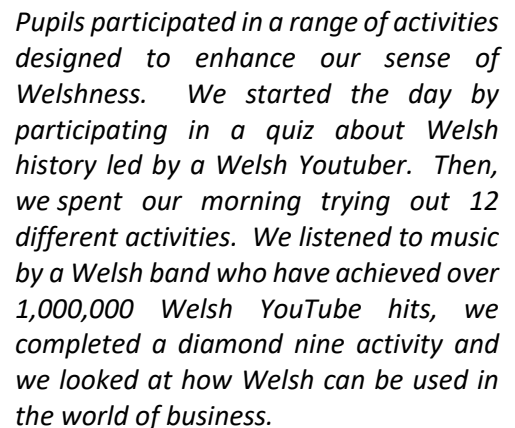 Pupils participated in a range of activities
designed to enhance our sense of
Welshness. We started the day by
participating in a quiz about Welsh
history led by a Welsh Youtuber. Then,
we spent our morning trying out 12
different activities. We listened to music
by a Welsh band who have achieved over
1,000,000 Welsh YouTube hits, we
completed a diamond nine activity and
we looked at how Welsh can be used in
the world of business.